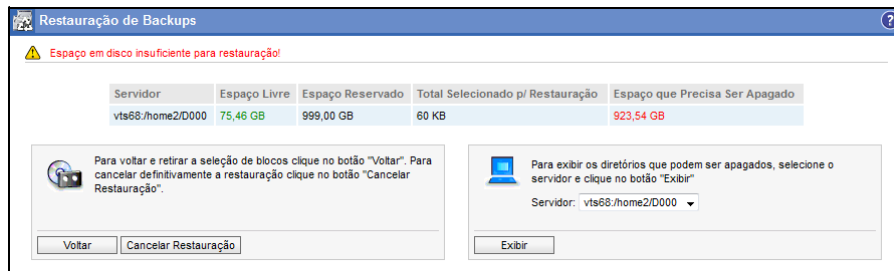 Restauração de Backups
?
Espaço em disco insuficiente para restauração!
Servidor Espaço Livre Espaço Reservado Total Selecionado p/ Restauração Espaço que Precisa Ser Apagado
vts68:/home2/D000 75,46 GB 999,00 GB 60 KB 923,54 GB
Para voltar e retirar a seleção de blocos clique no botão "Voltar". Para
cancelar definitivamente a restauração clique no botão "Cancelar
Restauração".
Voltar Cancelar Restauração
Para exibir os diretórios que podem ser apagados, selecione o
servidor e clique no botão "Exibir"
Servidor: vts68:/home2/D000
Exibir